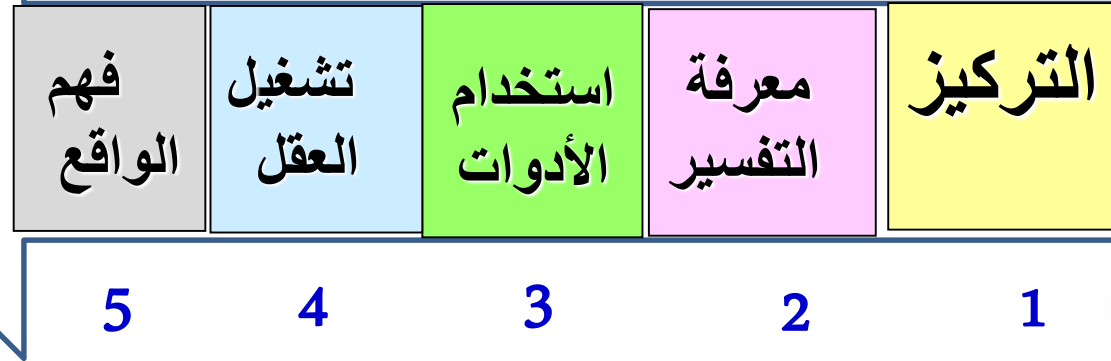 التركيز
معرفة
التفسير
استخدام
الأدوات
تشغيل
العقل
فهم
الواقع
1
2
3
4
5